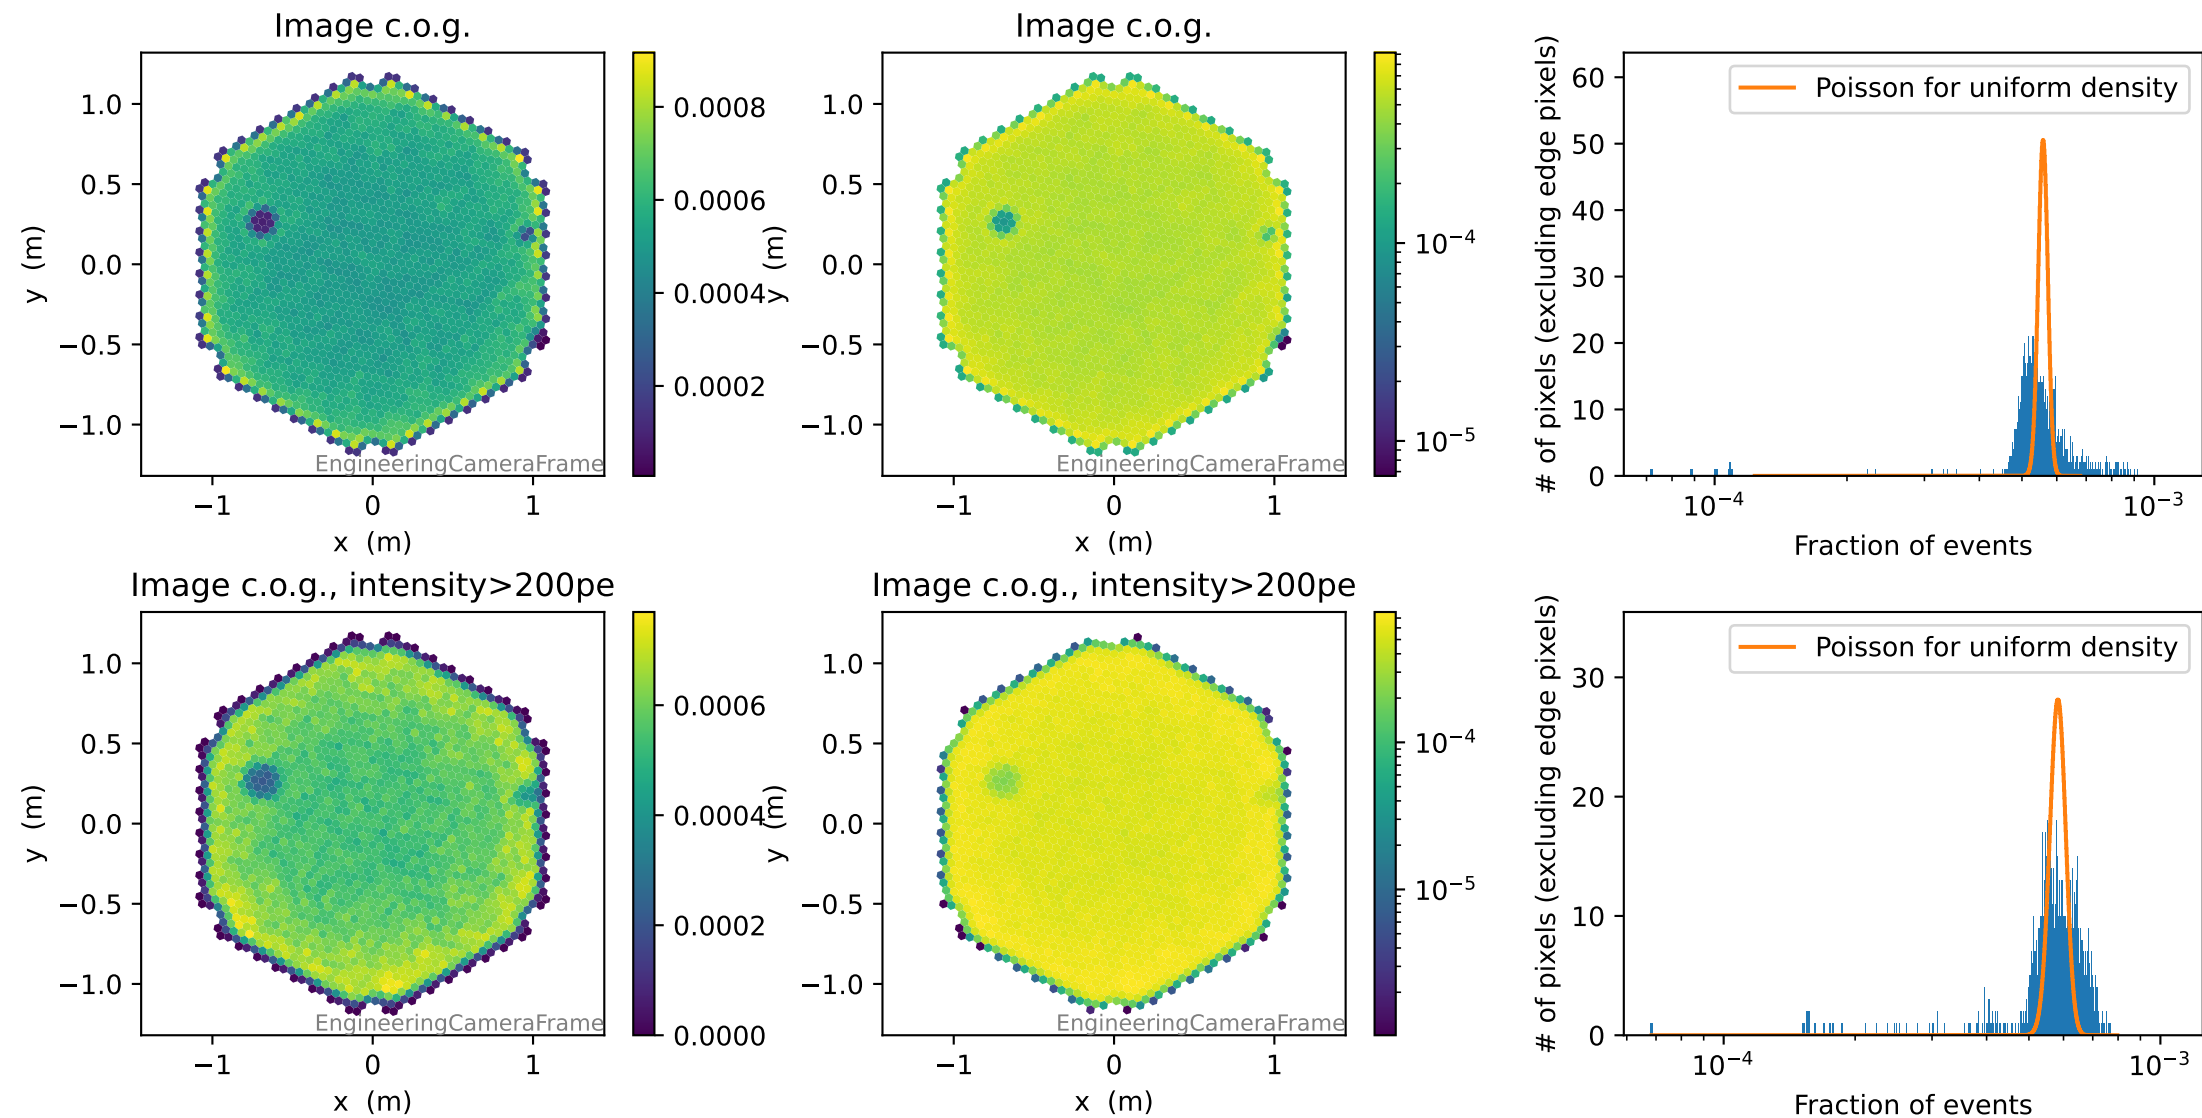 Image c.o.g.
1.0
0.5
0.0
−0.5
−1.0
y (m)
−1
0
1
x (m)
EngineeringCameraFrame
0.0008
0.0006
0.0004
0.0002
Image c.o.g.
1.0
0.5
0.0
−0.5
−1.0
y (m)
−1
0
1
x (m)
EngineeringCameraFrame
10⁻⁴
10⁻⁵
# of pixels (excluding edge pixels)
60
50
40
30
20
10
0
Poisson for uniform density
10⁻⁴
10⁻³
Fraction of events
Image c.o.g., intensity>200pe
1.0
0.5
0.0
−0.5
−1.0
y (m)
−1
0
1
x (m)
EngineeringCameraFrame
0.0006
0.0004
0.0002
0.0000
Image c.o.g., intensity>200pe
1.0
0.5
0.0
−0.5
−1.0
y (m)
−1
0
1
x (m)
EngineeringCameraFrame
10⁻⁴
10⁻⁵
# of pixels (excluding edge pixels)
30
20
10
0
Poisson for uniform density
10⁻⁴
10⁻³
Fraction of events